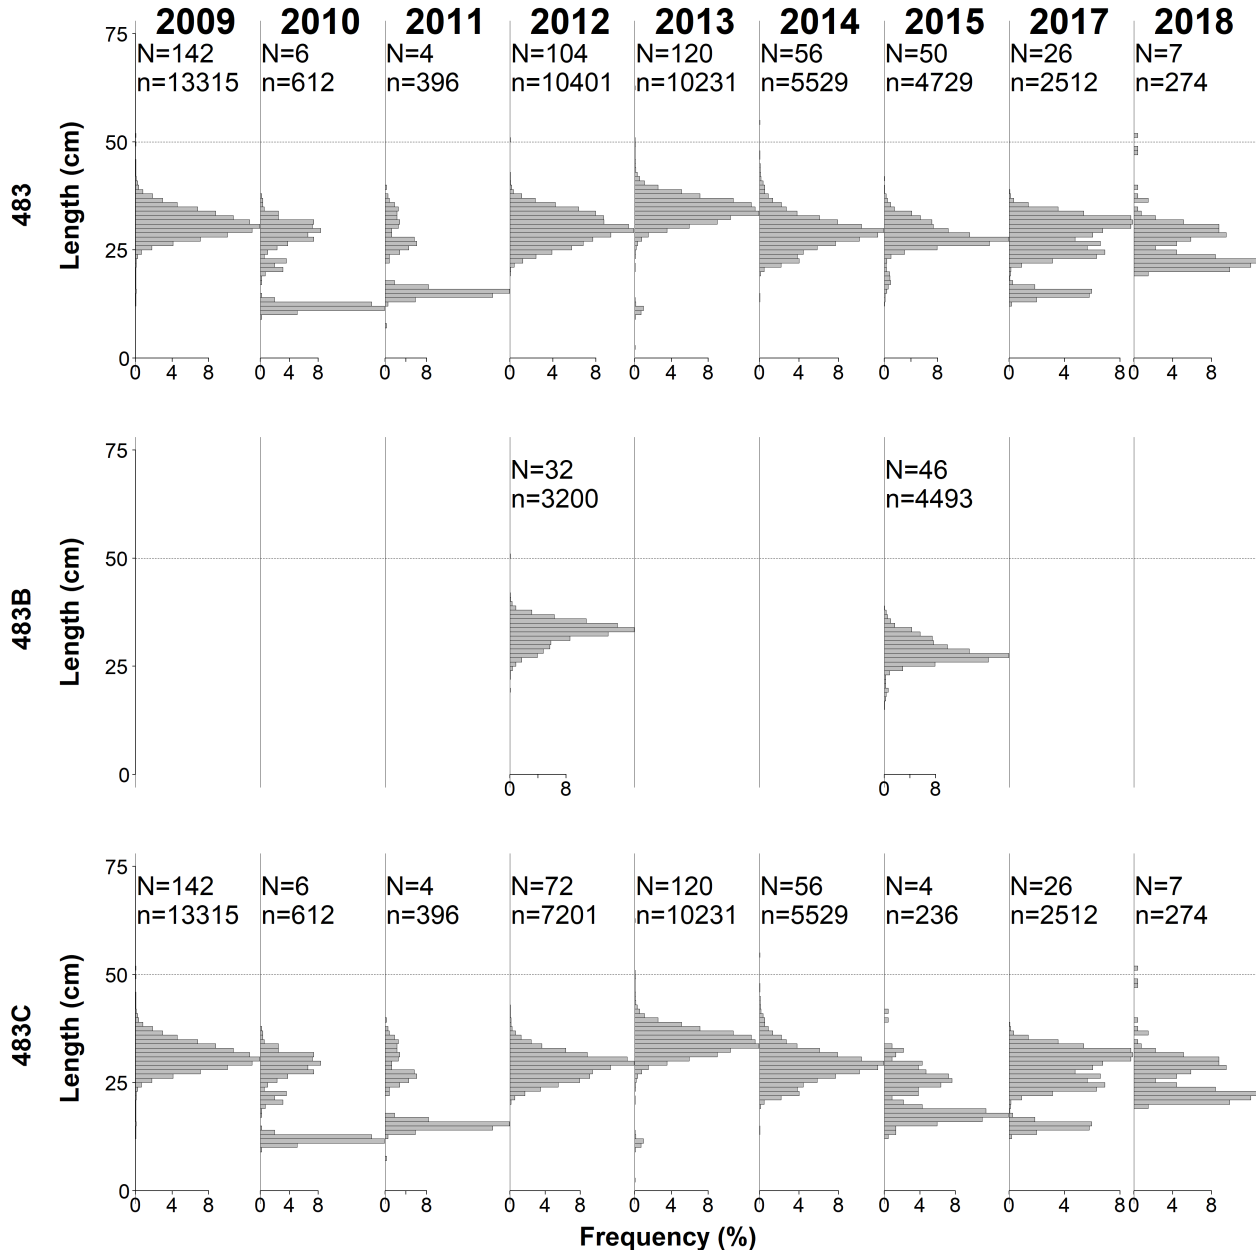 2009 2010 2011 2012 2013 2014 2015 2017 2018
75
N=142 N=6 N=4 N=104 N=120 N=56 N=50 N=26 N=7
n=13315 n=612 n=396 n=10401 n=10231 n=5529 n=4729 n=2512 n=274
50
483
Length (cm)
25
0
0 4 8 0 4 8 0 8 0 4 8 0 4 8 0 4 8 0 8 0 4 8 0 4 8
75
N=32 N=46
n=3200 n=4493
50
483B
Length (cm)
25
0
0 8 0 8
75
N=142 N=6 N=4 N=72 N=120 N=56 N=4 N=26 N=7
n=13315 n=612 n=396 n=7201 n=10231 n=5529 n=236 n=2512 n=274
50
483C
Length (cm)
25
0
0 4 8 0 4 8 0 8 0 4 8 0 4 8 0 4 8 0 4 8 0 4 8 0 4 8
Frequency (%)